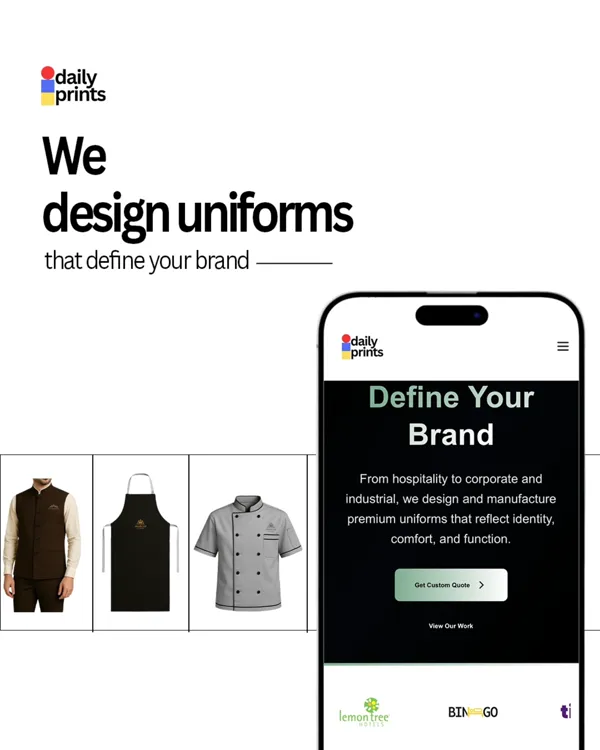 daily
prints
We
design uniforms
that define your brand
daily
prints
Define Your
Brand
From hospitality to corporate and
industrial, we design and manufacture
premium uniforms that reflect identity,
comfort, and function.
Get Custom Quote
View Our Work
lemon tree
HOTELS
BINGO
ti